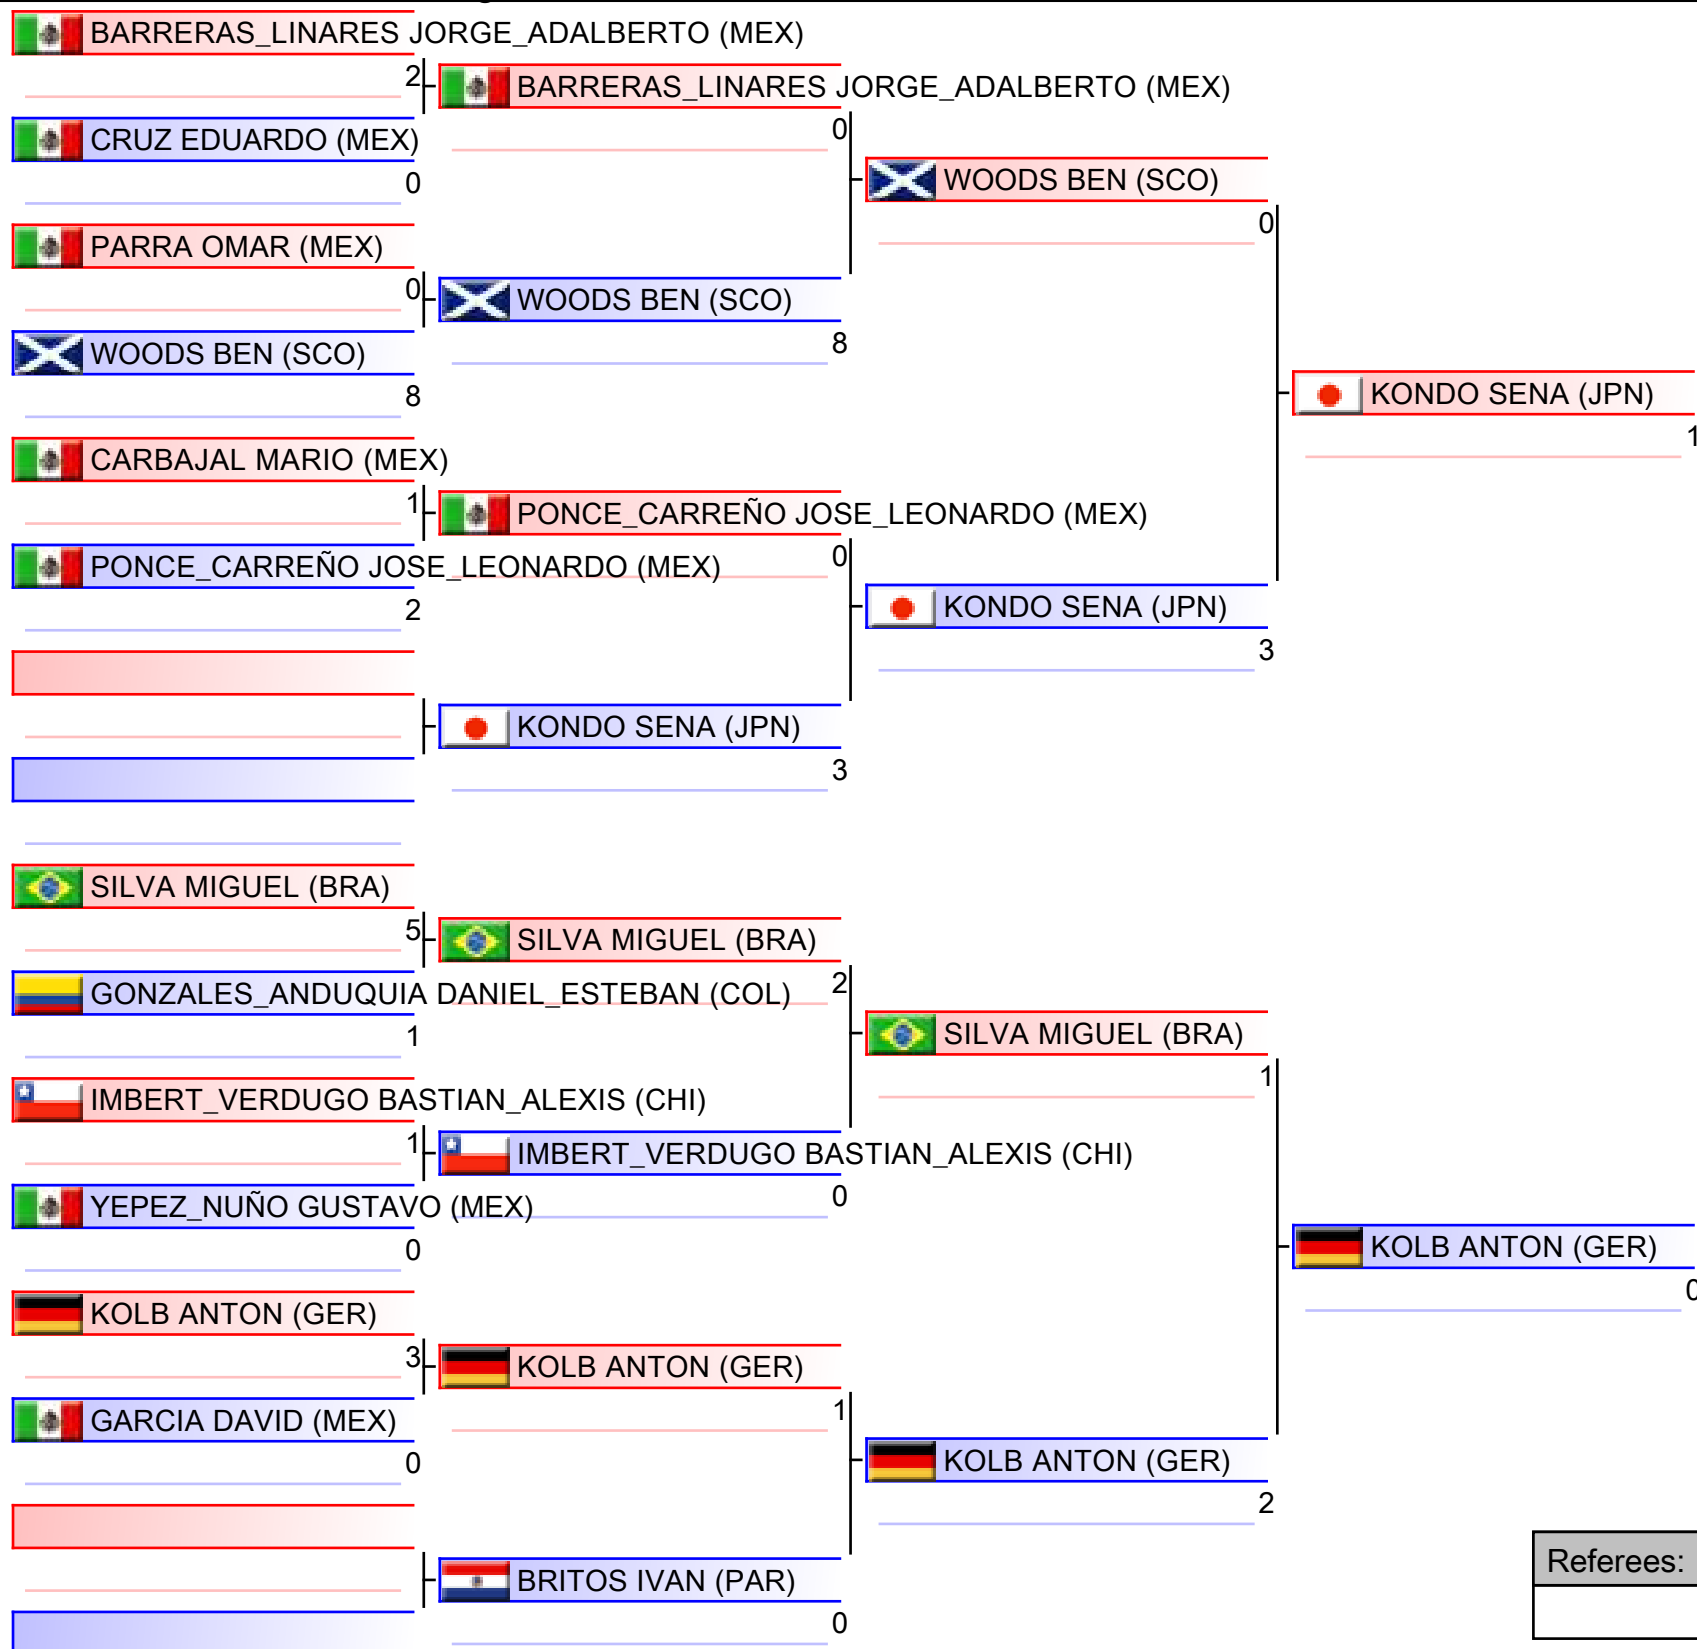 BARRERAS_LINARES JORGE_ADALBERTO (MEX)
2
CRUZ EDUARDO (MEX)
0
PARRA OMAR (MEX)
0
WOODS BEN (SCO)
8
CARBAJAL MARIO (MEX)
1
PONCE_CARREÑO JOSE_LEONARDO (MEX)
2
SILVA MIGUEL (BRA)
5
GONZALES_ANDUQUIA DANIEL_ESTEBAN (COL)
1
IMBERT_VERDUGO BASTIAN_ALEXIS (CHI)
1
YEPEZ_NUÑO GUSTAVO (MEX)
0
KOLB ANTON (GER)
3
GARCIA DAVID (MEX)
0
BARRERAS_LINARES JORGE_ADALBERTO (MEX)
0
WOODS BEN (SCO)
8
PONCE_CARREÑO JOSE_LEONARDO (MEX)
0
KONDO SENA (JPN)
3
SILVA MIGUEL (BRA)
2
IMBERT_VERDUGO BASTIAN_ALEXIS (CHI)
0
KOLB ANTON (GER)
1
BRITOS IVAN (PAR)
0
WOODS BEN (SCO)
0
KONDO SENA (JPN)
3
SILVA MIGUEL (BRA)
1
KOLB ANTON (GER)
2
KONDO SENA (JPN)
1
KOLB ANTON (GER)
0
Referees: